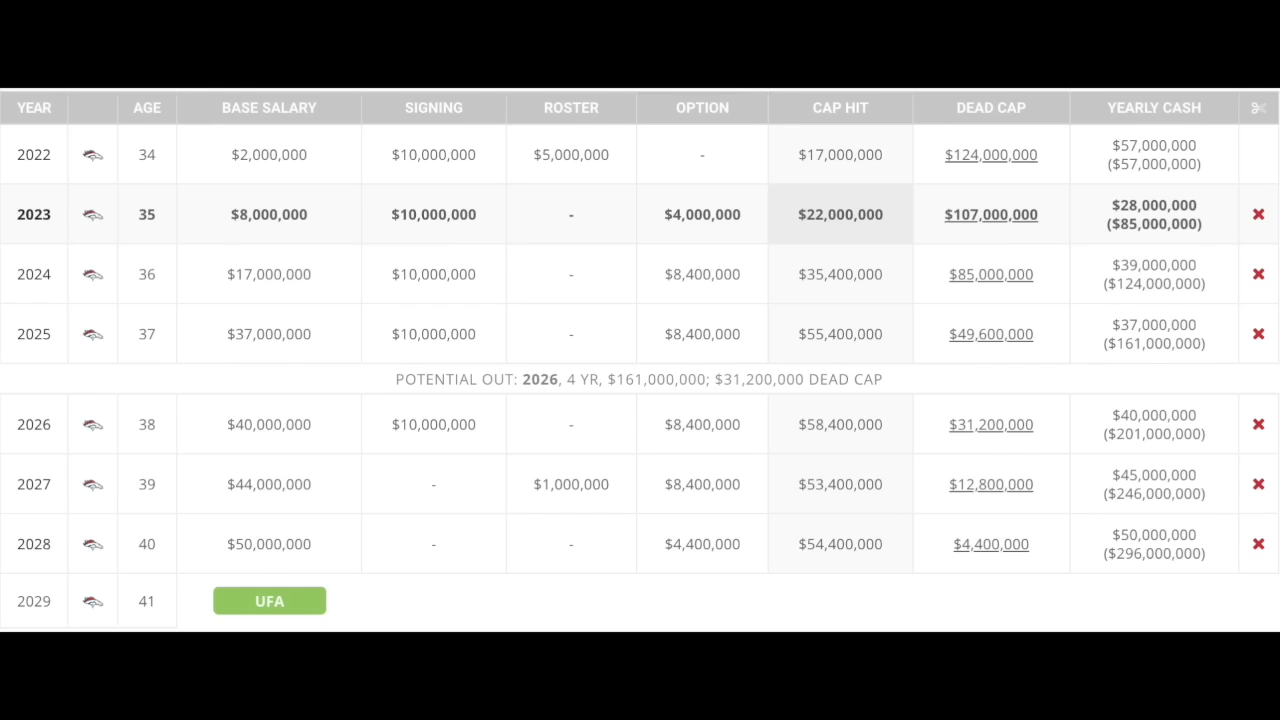 YEAR AGE BASE SALARY SIGNING ROSTER OPTION CAP HIT DEAD CAP YEARLY CASH
2022 34 $2,000,000 $10,000,000 $5,000,000 - $17,000,000 $124,000,000 $57,000,000
($57,000,000)
2023 35 $8,000,000 $10,000,000 - $4,000,000 $22,000,000 $107,000,000 $28,000,000
($85,000,000)
2024 36 $17,000,000 $10,000,000 - $8,400,000 $35,400,000 $85,000,000 $39,000,000
($124,000,000)
2025 37 $37,000,000 $10,000,000 - $8,400,000 $55,400,000 $49,600,000 $37,000,000
($161,000,000)
POTENTIAL OUT: 2026, 4 YR, $161,000,000; $31,200,000 DEAD CAP
2026 38 $40,000,000 $10,000,000 - $8,400,000 $58,400,000 $31,200,000 $40,000,000
($201,000,000)
2027 39 $44,000,000 - $1,000,000 $8,400,000 $53,400,000 $12,800,000 $45,000,000
($246,000,000)
2028 40 $50,000,000 - - $4,400,000 $54,400,000 $4,400,000 $50,000,000
($296,000,000)
2029 41 UFA